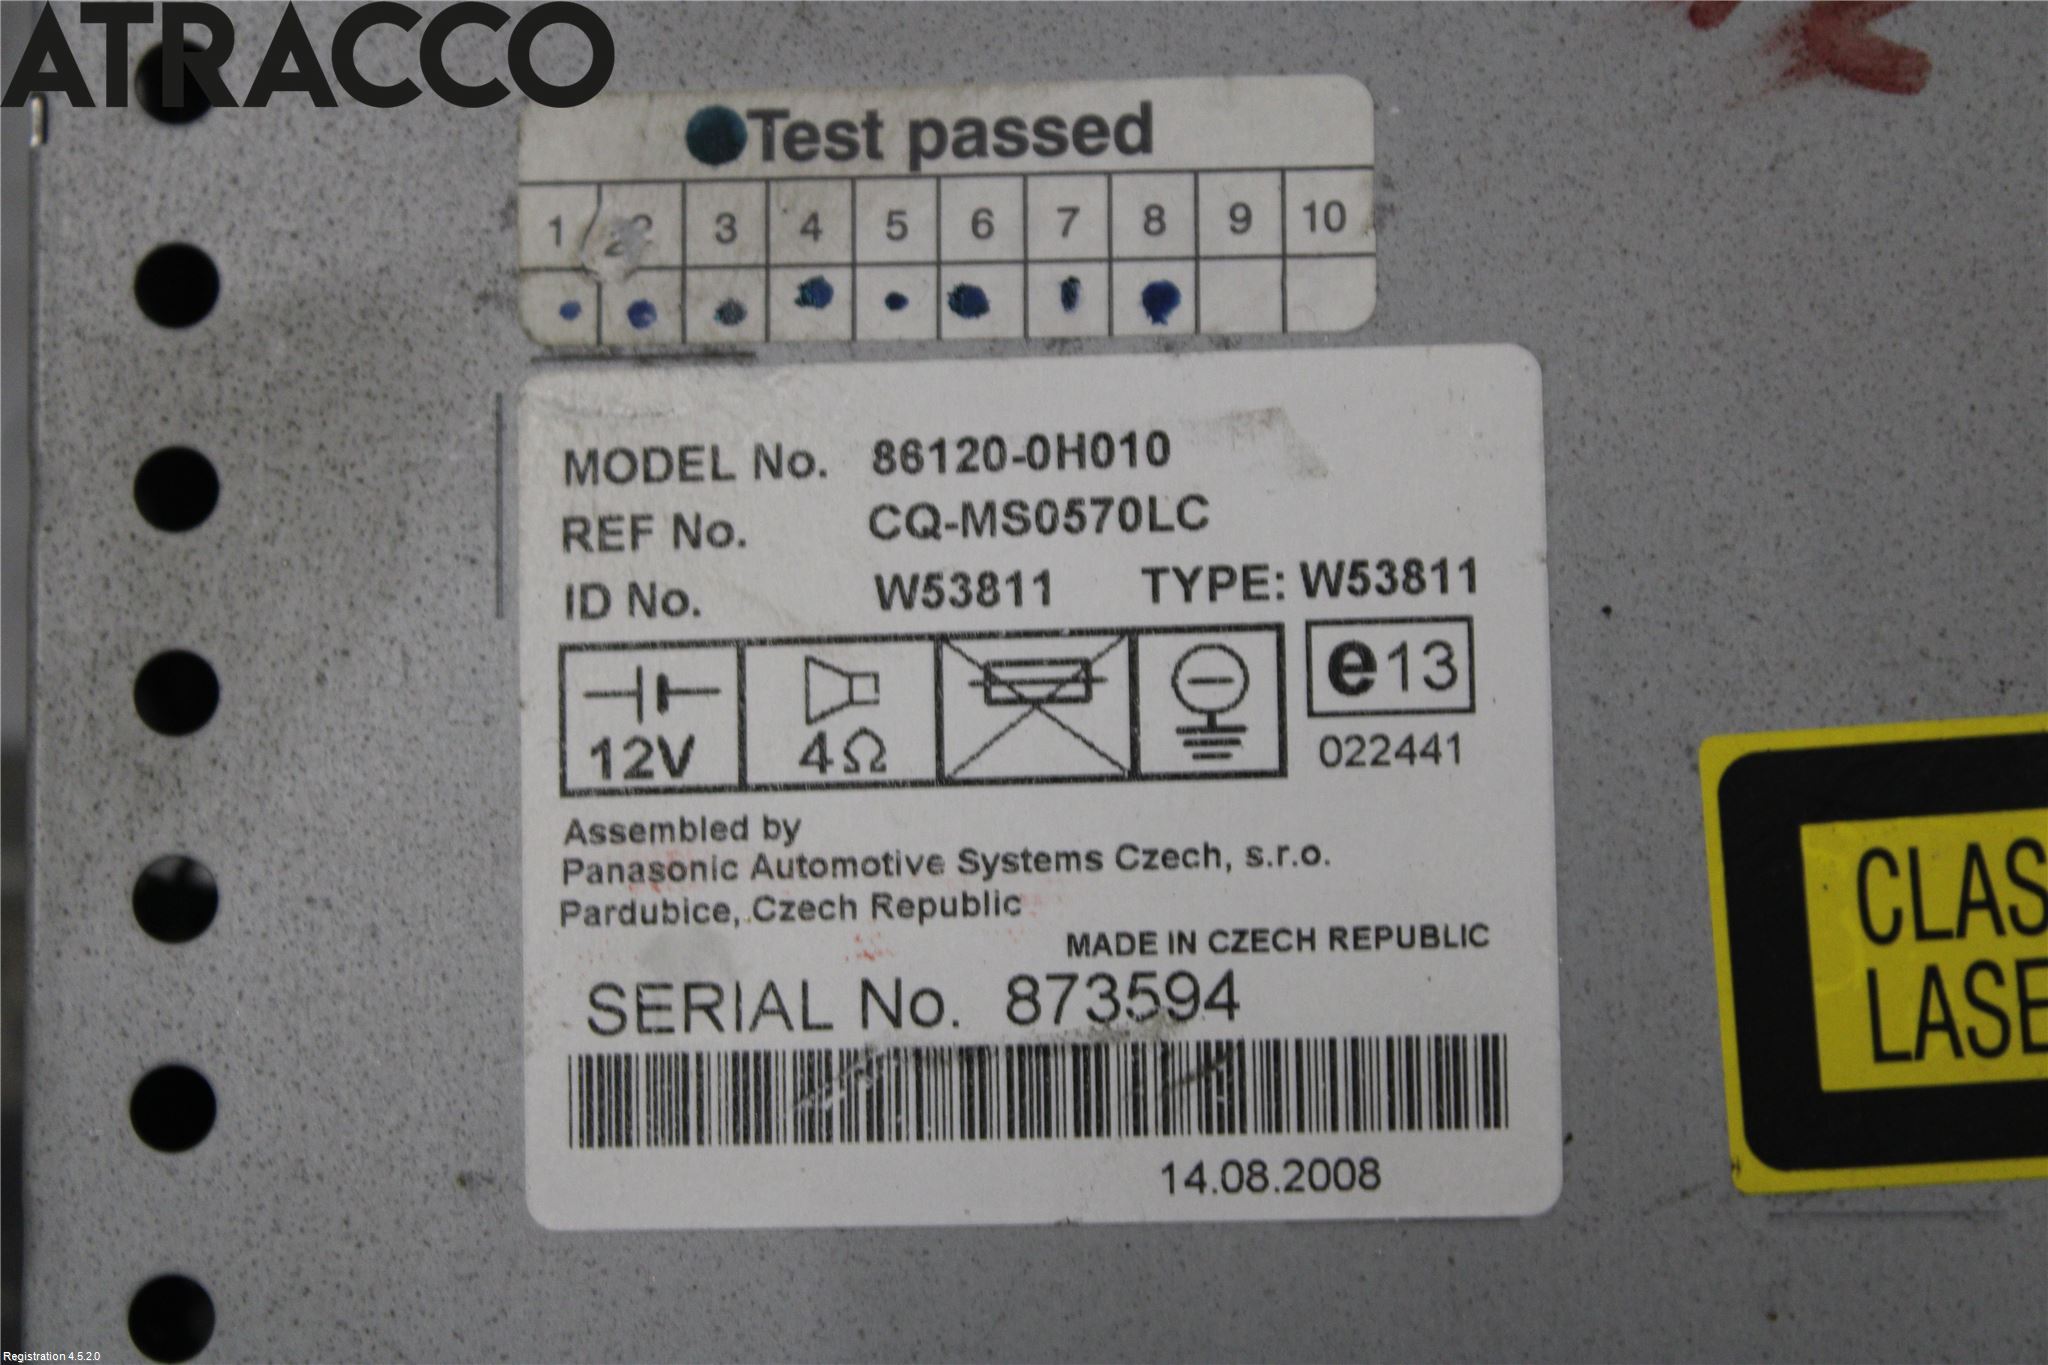 ATRACCO
Test passed
1 2 3 4 5 6 7 8 9 10
MODEL No. 86120-0H010
REF No. CQ-MS0570LC
ID No. W53811 TYPE: W53811
12V 4Ω e13
022441
Assembled by
Panasonic Automotive Systems Czech, s.r.o.
Pardubice, Czech Republic
MADE IN CZECH REPUBLIC
SERIAL No. 873594
14.08.2008
CLAS
LASE
Registration 4.5.2.0